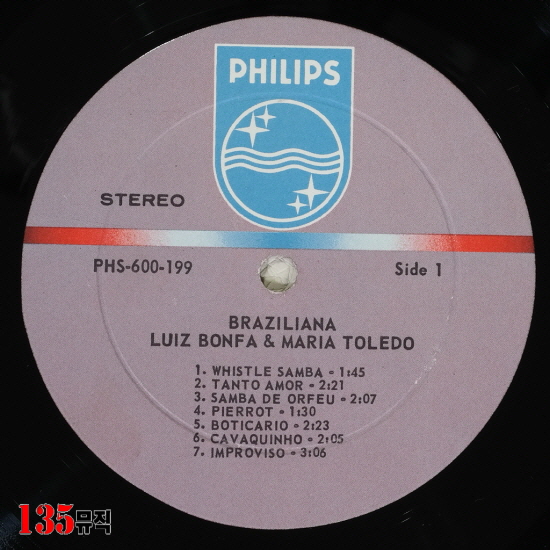 PHILIPS
STEREO
PHS-600-199 Side 1
BRAZILIANA
LUIZ BONFA & MARIA TOLEDO
1. WHISTLE SAMBA - 1:45
2. TANTO AMOR - 2:21
3. SAMBA DE ORFEU - 2:07
4. PIERROT - 1:30
5. BOTICARIO - 2:23
6. CAVAQUINHO - 2:05
7. IMPROVISO - 3:06
135뮤직